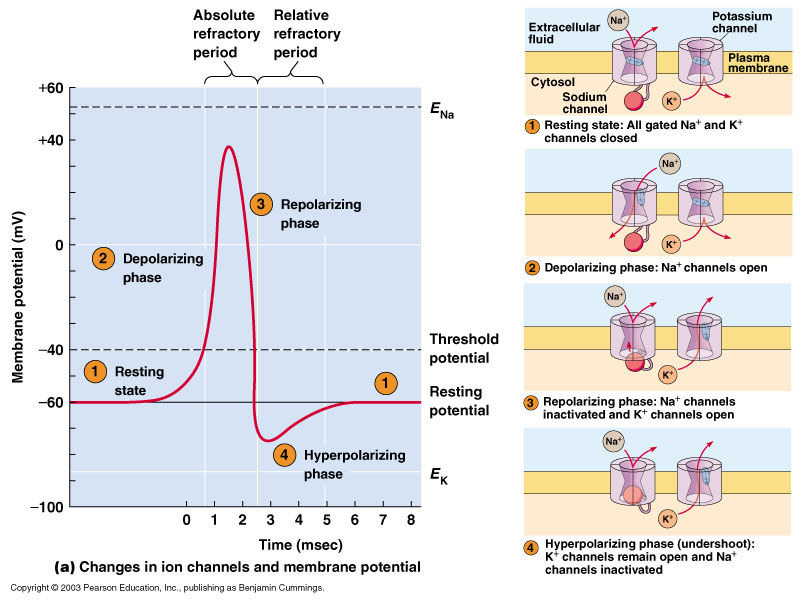 Absolute
refractory
period
Relative
refractory
period
+60
+40
0
−40
−60
−100
Membrane potential (mV)
E Na
Threshold
potential
Resting
potential
E K
1 Resting
state
2 Depolarizing
phase
3 Repolarizing
phase
4 Hyperpolarizing
phase
1
0 1 2 3 4 5 6 7 8
Time (msec)
(a) Changes in ion channels and membrane potential
Copyright © 2003 Pearson Education, Inc., publishing as Benjamin Cummings.
Extracellular
fluid
Na+
Potassium
channel
Plasma
membrane
Cytosol
Sodium
channel
K+
1 Resting state: All gated Na+ and K+
channels closed
Na+
K+
2 Depolarizing phase: Na+ channels open
Na+
K+
3 Repolarizing phase: Na+ channels
inactivated and K+ channels open
Na+
K+
4 Hyperpolarizing phase (undershoot):
K+ channels remain open and Na+
channels inactivated